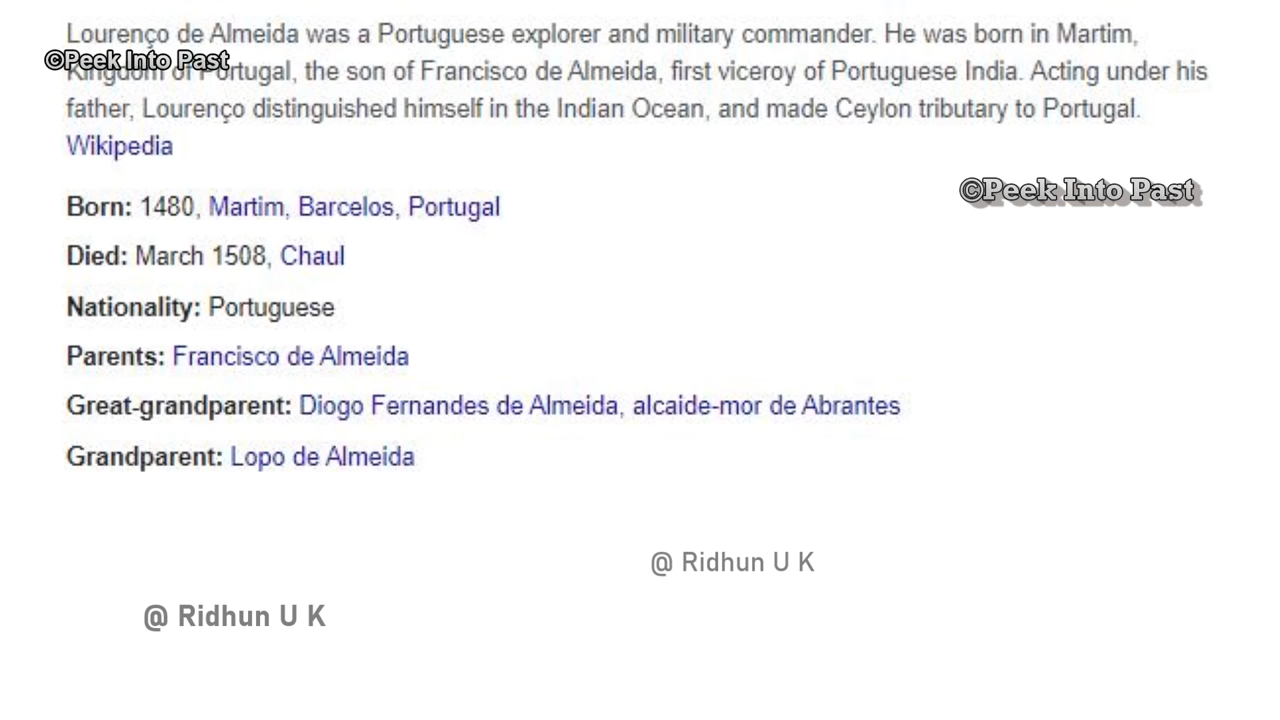 Lourenço de Almeida was a Portuguese explorer and military commander. He was born in Martim,
©Peek Into Past
Kingdom of Portugal, the son of Francisco de Almeida, first viceroy of Portuguese India. Acting under his
father, Lourenço distinguished himself in the Indian Ocean, and made Ceylon tributary to Portugal.
Wikipedia
©Peek Into Past
Born: 1480, Martim, Barcelos, Portugal
Died: March 1508, Chaul
Nationality: Portuguese
Parents: Francisco de Almeida
Great-grandparent: Diogo Fernandes de Almeida, alcaide-mor de Abrantes
Grandparent: Lopo de Almeida
@ Ridhun U K
@ Ridhun U K